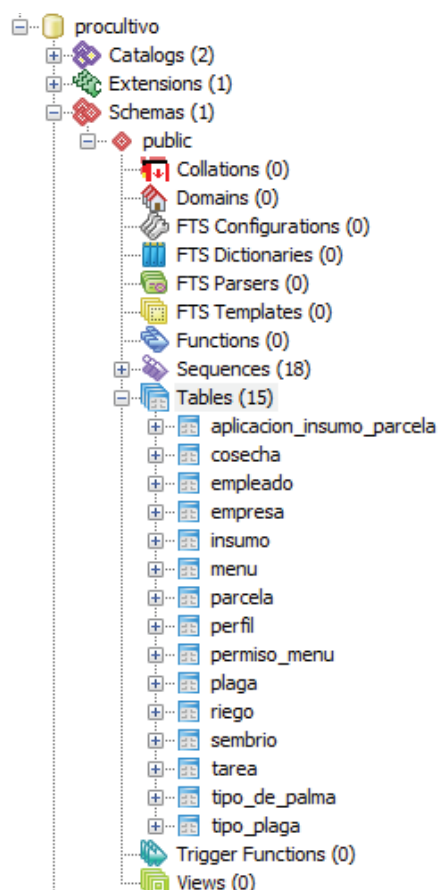 procultivo
Catalogs (2)
Extensions (1)
Schemas (1)
public
Collations (0)
Domains (0)
FTS Configurations (0)
FTS Dictionaries (0)
FTS Parsers (0)
FTS Templates (0)
Functions (0)
Sequences (18)
Tables (15)
aplicacion_insumo_parcela
cosecha
empleado
empresa
insumo
menu
parcela
perfil
permiso_menu
plaga
riego
sembrio
tarea
tipo_de_palma
tipo_plaga
Trigger Functions (0)
Views (0)